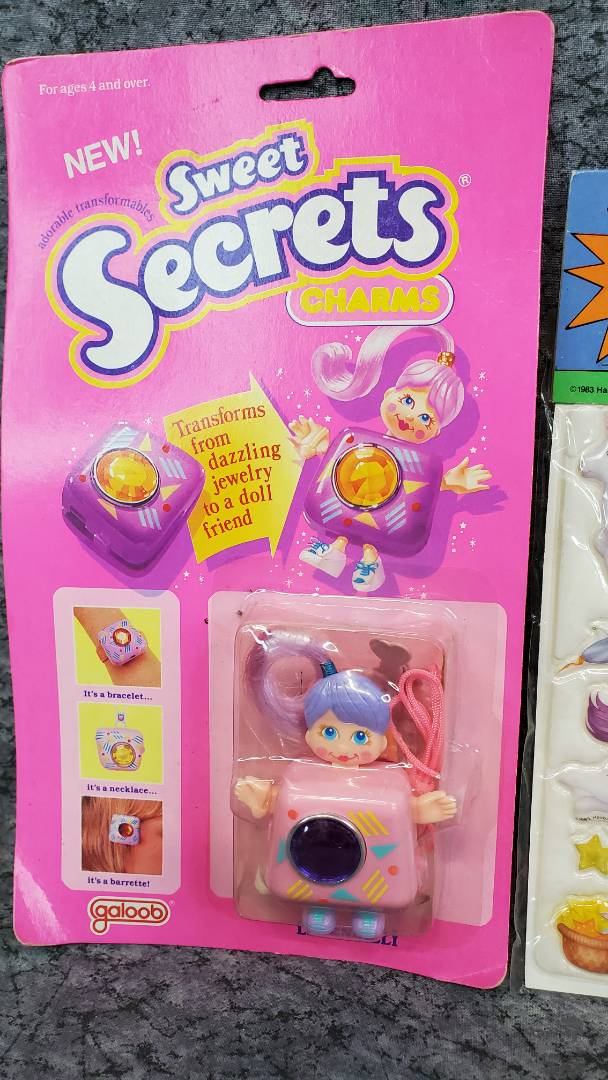 For ages 4 and over.
NEW!
adorable transformables
Sweet
Secrets®
CHARMS
Transforms
from
dazzling
jewelry
to a doll
friend
It's a bracelet...
it's a necklace...
it's a barrette!
galoob®
©1983 Ha